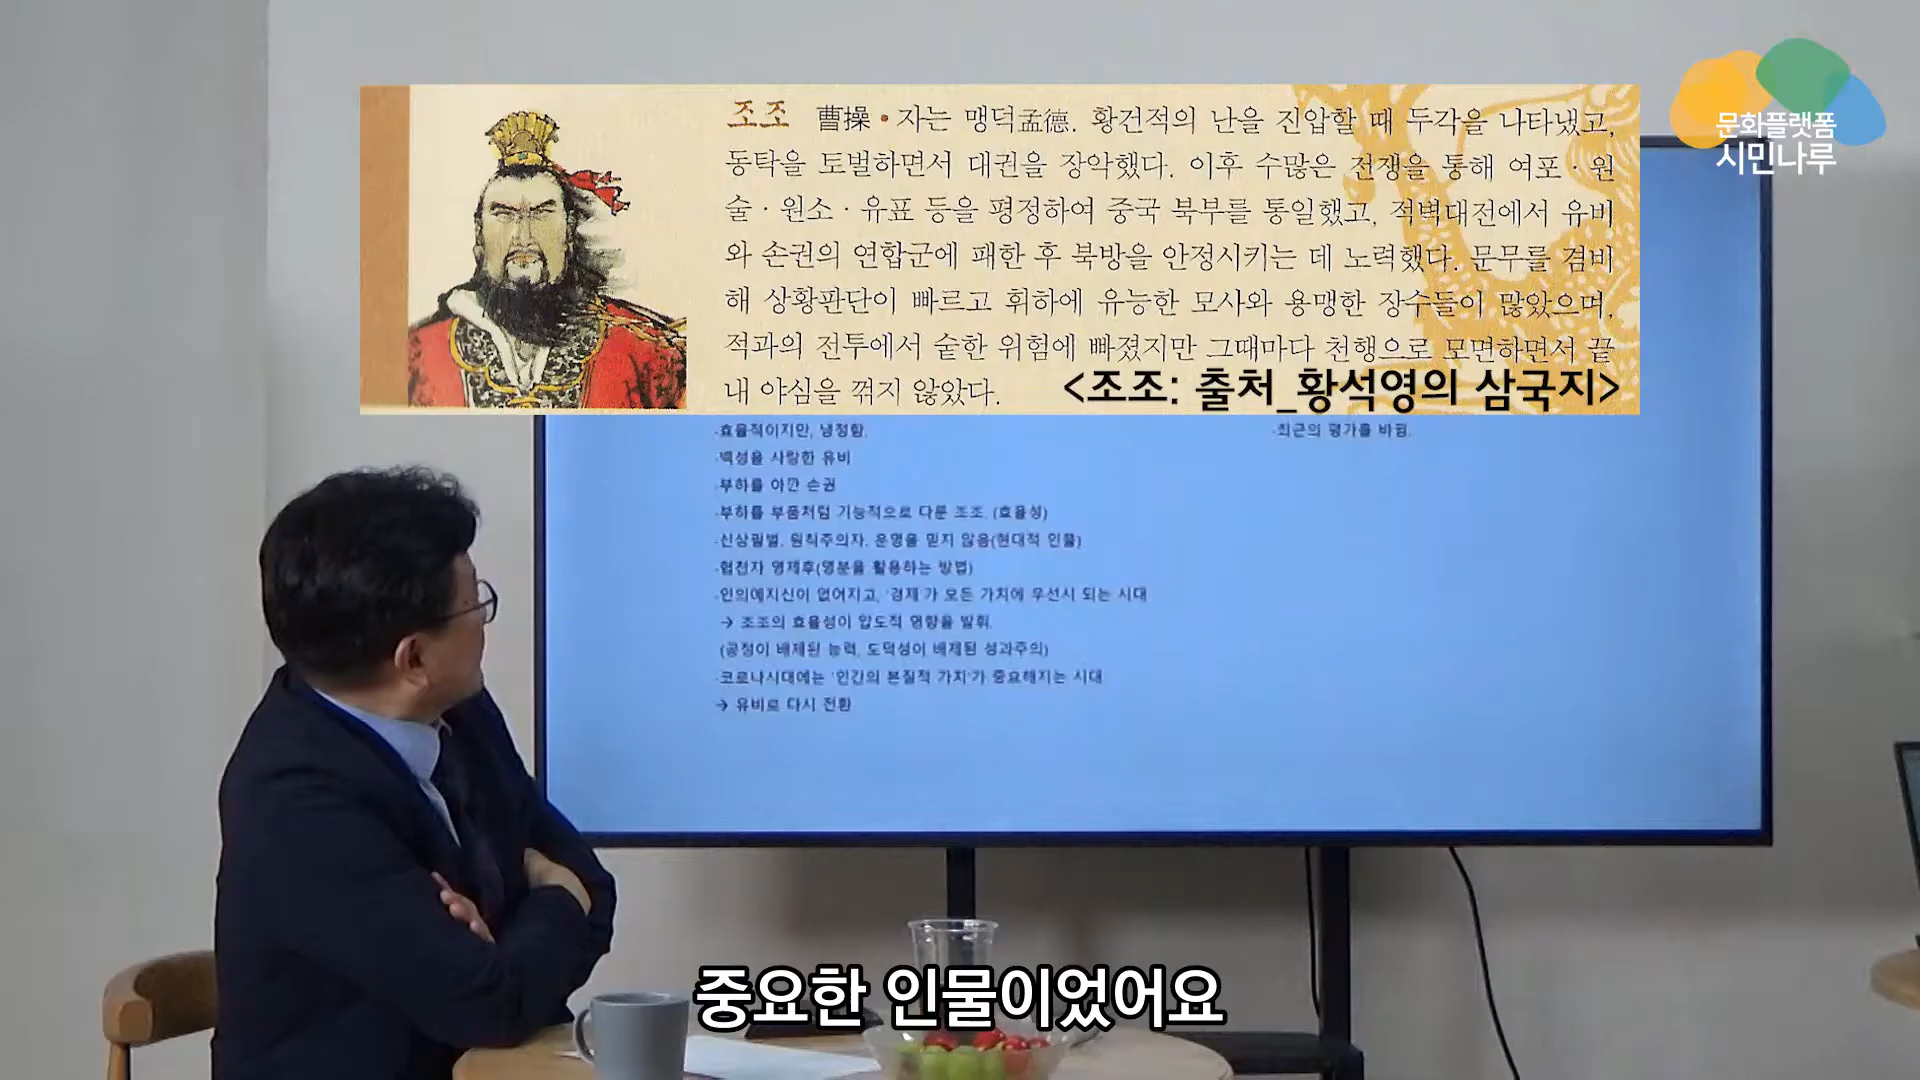 문화플랫폼
시민나루
조조 曹操•자는 맹덕孟德. 황건적의 난을 진압할 때 두각을 나타냈고,
동탁을 토벌하면서 대권을 장악했다. 이후 수많은 전쟁을 통해 여포·원
술·원소·유표 등을 평정하여 중국 북부를 통일했고, 적벽대전에서 유비
와 손권의 연합군에 패한 후 북방을 안정시키는 데 노력했다. 문무를 겸비
해 상황판단이 빠르고 휘하에 유능한 모사와 용맹한 장수들이 많았으며,
적과의 전투에서 숱한 위험에 빠졌지만 그때마다 천행으로 모면하면서 끝
내 야심을 꺾지 않았다.
<조조: 출처_황석영의 삼국지>
-효율적이지만, 냉정함.
-백성을 사랑한 유비
-부하를 아낀 손권
-부하를 부품처럼 기능적으로 다룬 조조. (효율성)
-신상필벌, 원칙주의자, 운명을 믿지 않음(현대적 인물)
-협천자 영제후(명분을 활용하는 방법)
-인의예지신이 없어지고, '경제'가 모든 가치에 우선시 되는 시대
→ 조조의 효율성이 압도적 영향을 발휘.
(공정이 배제된 능력, 도덕성이 배제된 성과주의)
-코로나시대에는 '인간의 본질적 가치'가 중요해지는 시대
→ 유비로 다시 전환
-최근의 평가를 바뀜.
중요한 인물이었어요